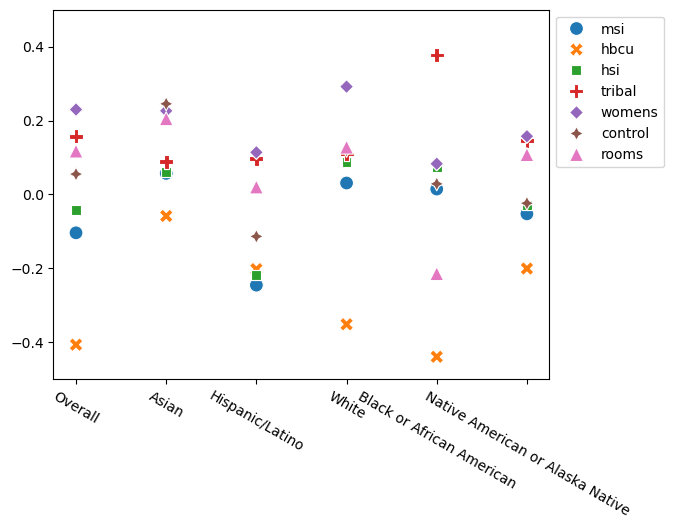 0.4
0.2
0.0
−0.2
−0.4
Overall
Asian
Hispanic/Latino
White
Black or African American
Native American or Alaska Native
msi
hbcu
hsi
tribal
womens
control
rooms